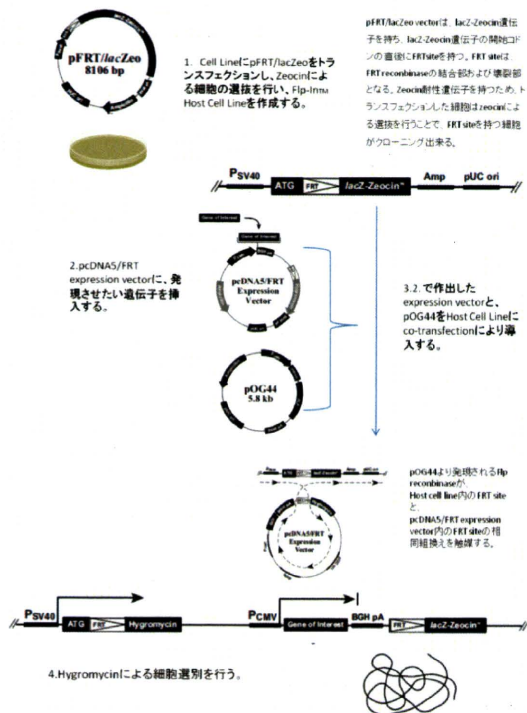 pFRT/lacZeo
8106 bp
1. Cell LineにpFRT/lacZeoをト
ランスフェクションし、Zeocinによ
る細胞の選抜を行い、Flp-In™
Host Cell Lineを作成する。
pFRT/lacZeo vectorは、lacZ-Zeocin遺伝
子を持ち、lacZ-Zeocin遺伝子の開始コド
ンの直後にFRTsiteを持つ。FRT siteは、
FRT recombinaseの結合部および
となる。Zeocin耐性遺伝子を持つため、ト
ランスフェクションした細胞はzeocinによ
る選抜を行うことで、FRT siteを持つ細胞
がクローニング出来る。
PSV40 ATG FRT lacZ-Zeocin™ Amp pUC ori
Gene of Interest
Gene of Interest
2.pcDNA5/FRT
expression vectorに、発
現させたい遺伝子を挿
入する。
pcDNA5/FRT
Expression
Vector
pOG44
5.8 kb
3.2.で作出した
expression vectorと、
pOG44をHost Cell Lineに
co-transfectionにより導
入する。
pcDNA5/FRT
Expression
Vector
pOG44より発現されるFlp
recombinaseが、
Host cell line内のFRT site
と、
pcDNA5/FRT expression
vector内のFRT siteの相
同組換えを触媒する。
PSV40 ATG FRT Hygromycin PCMV Gene of Interest BGH pA FRT lacZ-Zeocin™
4.Hygromycinによる細胞選別を行う。